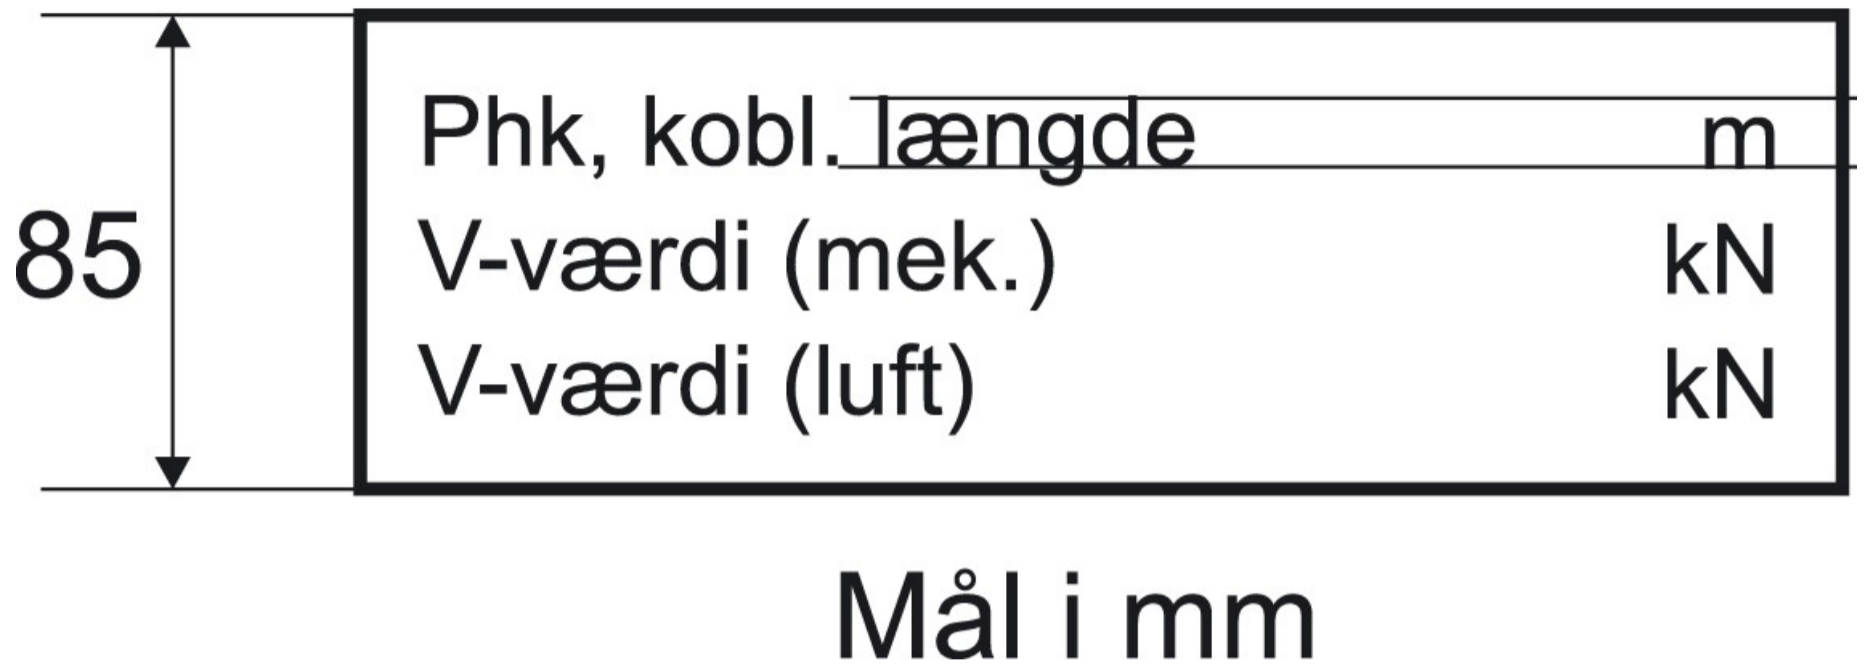 Phk, kobl. længde m
85
V-værdi (mek.) kN
V-værdi (luft) kN
Mål i mm